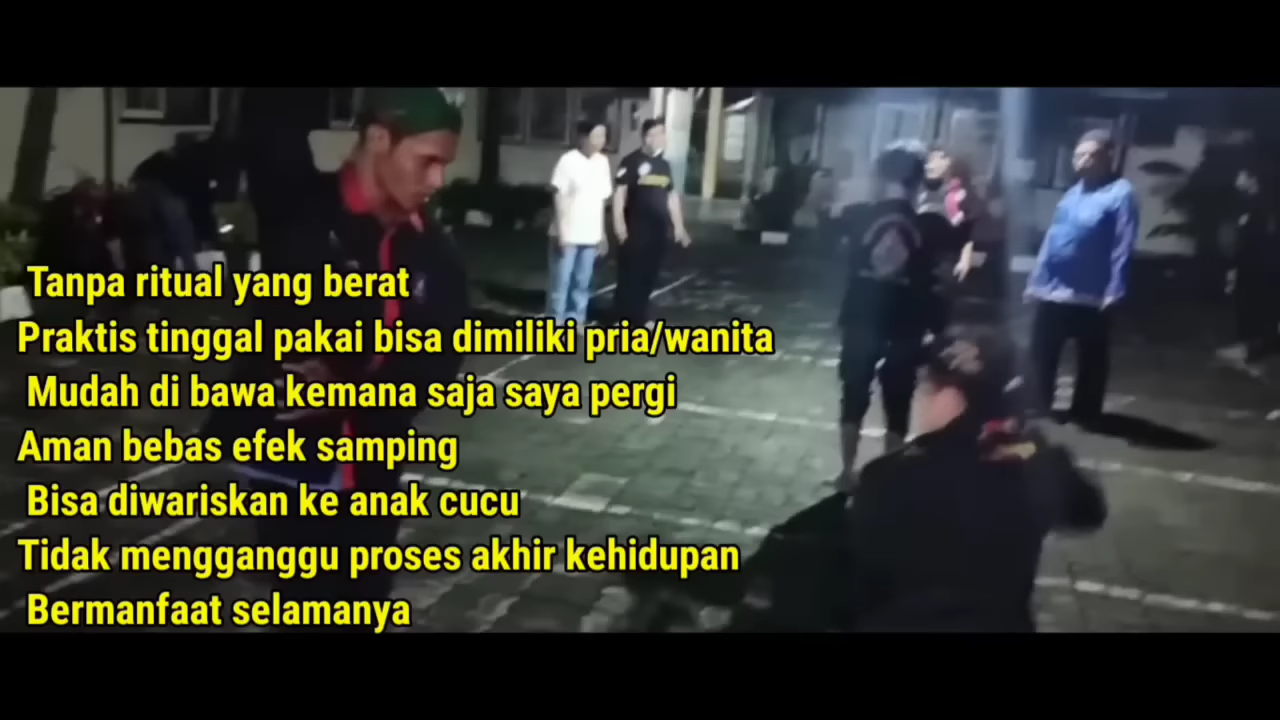 Tanpa ritual yang berat
Praktis tinggal pakai bisa dimiliki pria/wanita
Mudah di bawa kemana saja saya pergi
Aman bebas efek samping
Bisa diwariskan ke anak cucu
Tidak mengganggu proses akhir kehidupan
Bermanfaat selamanya